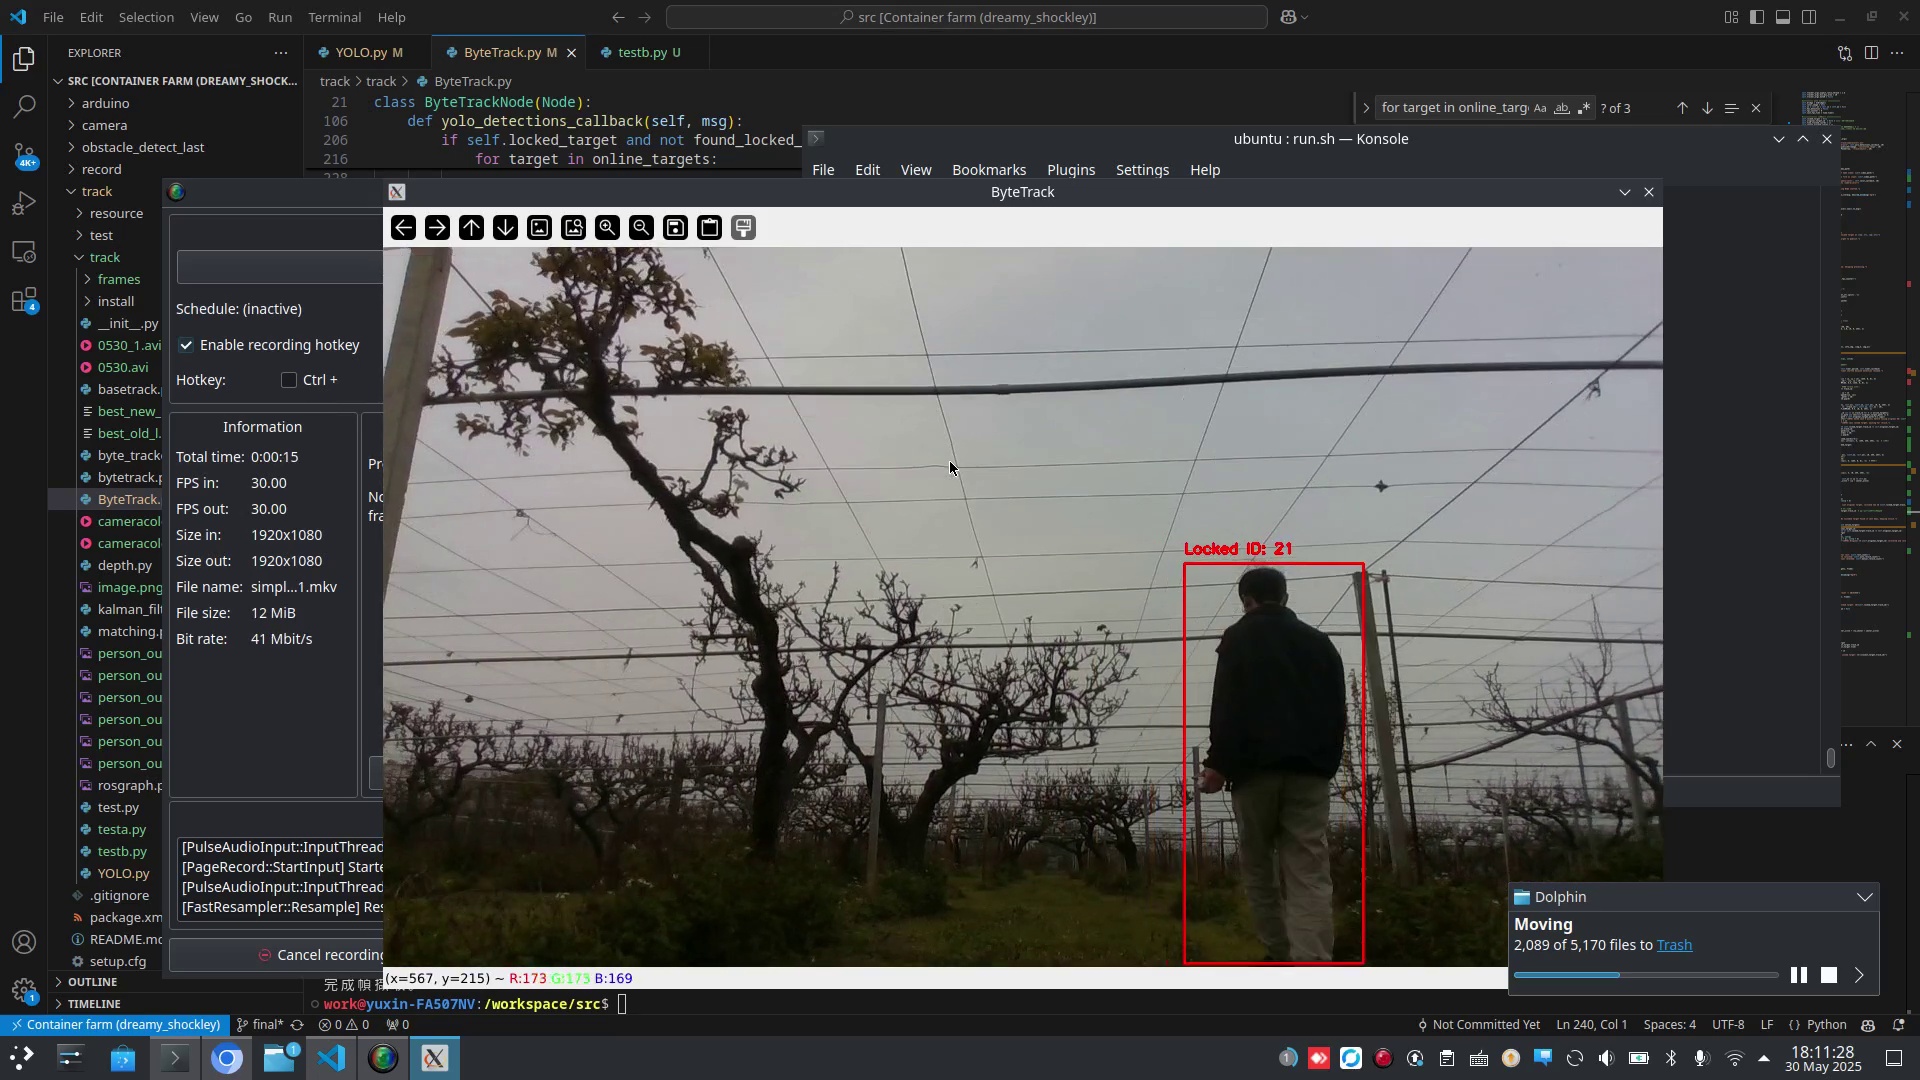 File Edit Selection View Go Run Terminal Help
src [Container farm (dreamy_shockley)]
EXPLORER
YOLO.py M
ByteTrack.py M
testb.py U
SRC [CONTAINER FARM (DREAMY_SHOCK...
track > track > ByteTrack.py
arduino
camera
obstacle_detect_last
record
track
resource
test
track
frames
install
__init__.py
0530_1.avi
0530.avi
basetrack.
best_new_
best_old_l.
byte_track
bytetrack.p
ByteTrack.
cameracol
cameracol
depth.py
image.png
kalman_filt
matching.p
person_ou
person_ou
person_ou
person_ou
person_ou
person_ou
rosgraph.p
test.py
testa.py
testb.py
YOLO.py
.gitignore
package.xm
README.md
setup.cfg
OUTLINE
TIMELINE
21 class ByteTrackNode(Node):
106 def yolo_detections_callback(self, msg):
206 if self.locked_target and not found_locked_
216 for target in online_targets:
for target in online_targ
Aa ab
? of 3
ubuntu : run.sh — Konsole
File Edit View Bookmarks Plugins Settings Help
ByteTrack
Schedule: (inactive)
Enable recording hotkey
Hotkey: Ctrl +
Information
Total time: 0:00:15
FPS in: 30.00
FPS out: 30.00
Size in: 1920x1080
Size out: 1920x1080
File name: simpl...1.mkv
File size: 12 MiB
Bit rate: 41 Mbit/s
Pr
No
fra
[PulseAudioInput::InputThread
[PageRecord::StartInput] Starte
[PulseAudioInput::InputThread
[FastResampler::Resample] Res
Cancel recording
Locked ID: 21
(x=567, y=215) ~ R:173 G:173 B:169
work@yuxin-FA507NV:/workspace/src$
Dolphin
Moving
2,089 of 5,170 files to Trash
Container farm (dreamy_shockley) final* 0 0 0
Not Committed Yet Ln 240, Col 1 Spaces: 4 UTF-8 LF {} Python
4K+
4
1
1
1
18:11:28
30 May 2025